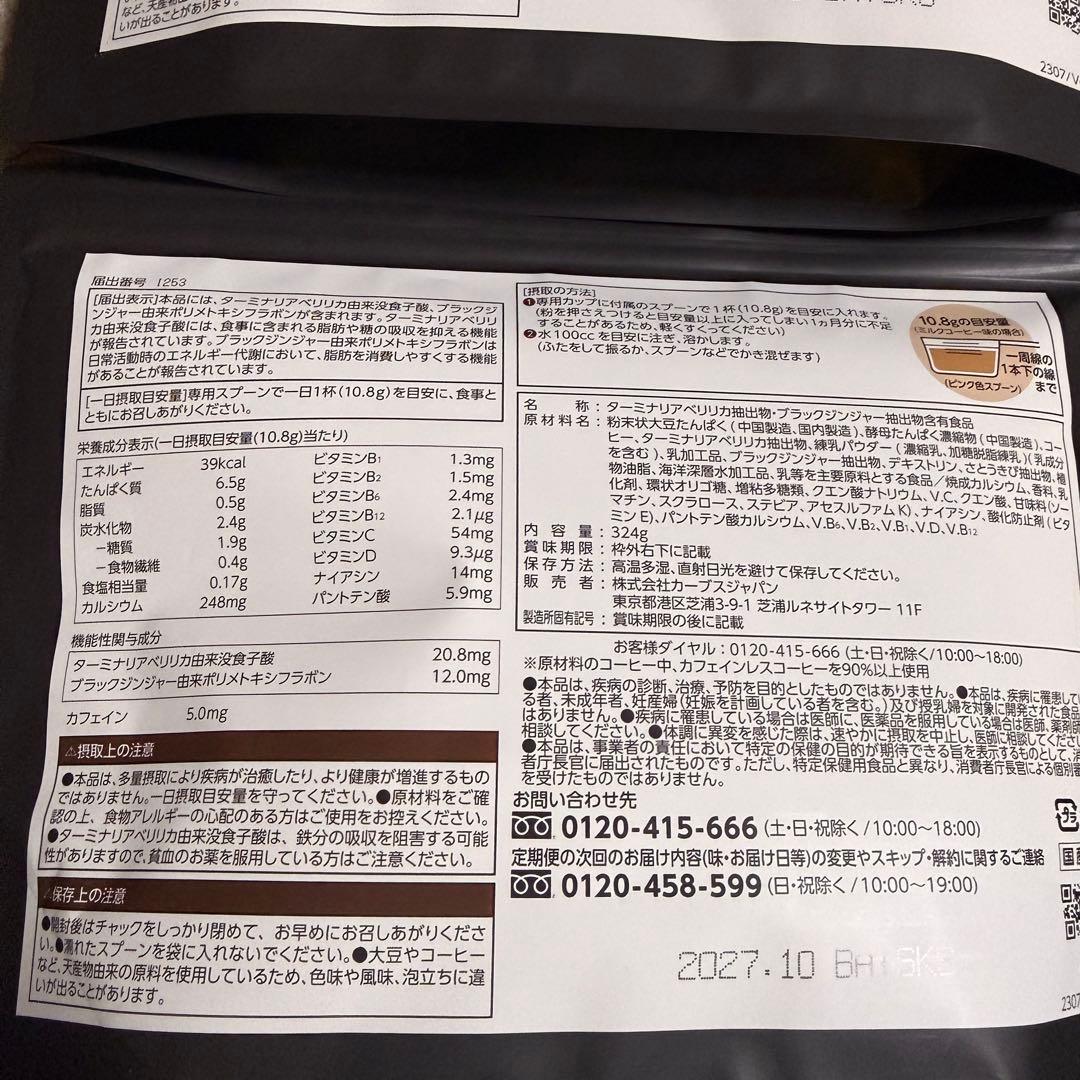 など、天産物由
いが出ることがあります。
2307/V
届出番号 I253
[届出表示]本品には、ターミナリアベリリカ由来没食子酸、ブラックジ
ンジャー由来ポリメトキシフラボンが含まれます。ターミナリアベリリ
カ由来没食子酸には、食事に含まれる脂肪や糖の吸収を抑える機能
が報告されています。ブラックジンジャー由来ポリメトキシフラボンは
日常活動時のエネルギー代謝において、脂肪を消費しやすくする機能
があることが報告されています。
[一日摂取目安量]専用スプーンで一日1杯(10.8g)を目安に、食事と
ともにお召しあがりください。
栄養成分表示(一日摂取目安量(10.8g)当たり)
エネルギー 39kcal ビタミンB1 1.3mg
たんぱく質 6.5g ビタミンB2 1.5mg
脂質 0.5g ビタミンB6 2.4mg
炭水化物 2.4g ビタミンB12 2.1μg
－糖質 1.9g ビタミンC 54mg
－食物繊維 0.4g ビタミンD 9.3μg
食塩相当量 0.17g ナイアシン 14mg
カルシウム 248mg パントテン酸 5.9mg
機能性関与成分
ターミナリアベリリカ由来没食子酸 20.8mg
ブラックジンジャー由来ポリメトキシフラボン 12.0mg
カフェイン 5.0mg
⚠摂取上の注意
●本品は、多量摂取により疾病が治癒したり、より健康が増進するもの
ではありません。一日摂取目安量を守ってください。●原材料をご確
認の上、食物アレルギーの心配のある方はご使用をお控えください。
●ターミナリアベリリカ由来没食子酸は、鉄分の吸収を阻害する可能
性がありますので、貧血のお薬を服用している方はご注意ください。
⚠保存上の注意
●開封後はチャックをしっかり閉めて、お早めにお召しあがりくださ
い。●濡れたスプーンを袋に入れないでください。●大豆やコーヒー
など、天産物由来の原料を使用しているため、色味や風味、泡立ちに違
いが出ることがあります。
[摂取の方法]
❶専用カップに付属のスプーンで1杯(10.8g)を目安に入れます。
(粉を押さえつけると目安量以上に入ってしまい1ヵ月分に不足
することがあるため、軽くすくってください)
❷水100ccを目安に注ぎ、溶かします。
(ふたをして振るか、スプーンなどでかき混ぜます)
10.8gの目安量
(ミルクコーヒー味の場合)
一周線の
1本下の線
まで
(ピンク色スプーン)
名称：ターミナリアベリリカ抽出物・ブラックジンジャー抽出物含有食品
原材料名：粉末状大豆たんぱく(中国製造、国内製造)、酵母たんぱく濃縮物(中国製造)、コー
ヒー、ターミナリアベリリカ抽出物、練乳パウダー(濃縮乳、加糖脱脂練乳)(乳成分
を含む)、乳加工品、ブラックジンジャー抽出物、デキストリン、さとうきび抽出物、植
物油脂、海洋深層水加工品、乳等を主要原料とする食品/焼成カルシウム、香料、乳
化剤、環状オリゴ糖、増粘多糖類、クエン酸ナトリウム、V.C、クエン酸、甘味料(ソー
マチン、スクラロース、ステビア、アセスルファムK)、ナイアシン、酸化防止剤(ビタ
ミンE)、パントテン酸カルシウム、V.B6、V.B2、V.B1、V.D、V.B12
内容量：324g
賞味期限：枠外右下に記載
保存方法：高温多湿、直射日光を避けて保存してください。
販売者：株式会社カーブスジャパン
東京都港区芝浦3-9-1 芝浦ルネサイトタワー 11F
製造所固有記号：賞味期限の後に記載
お客様ダイヤル：0120-415-666 (土・日・祝除く/10:00～18:00)
※原材料のコーヒー中、カフェインレスコーヒーを90%以上使用
●本品は、疾病の診断、治療、予防を目的としたものではありません。●本品は、疾病に罹患してい
る者、未成年者、妊産婦(妊娠を計画している者を含む。)及び授乳婦を対象に開発された食品
はありません。●疾病に罹患している場合は医師に、医薬品を服用している場合は医師、薬剤師
相談してください。●体調に異変を感じた際は、速やかに摂取を中止し、医師に相談してください
●本品は、事業者の責任において特定の保健の目的が期待できる旨を表示するものとして、消
者庁長官に届出されたものです。ただし、特定保健用食品と異なり、消費者庁長官による個別審
を受けたものではありません。
お問い合わせ先
0120-415-666 (土・日・祝除く/10:00～18:00)
定期便の次回のお届け内容(味・お届け日等)の変更やスキップ・解約に関するご連絡
0120-458-599 (日・祝除く/10:00～19:00)
プラ
国
2027.10
2307